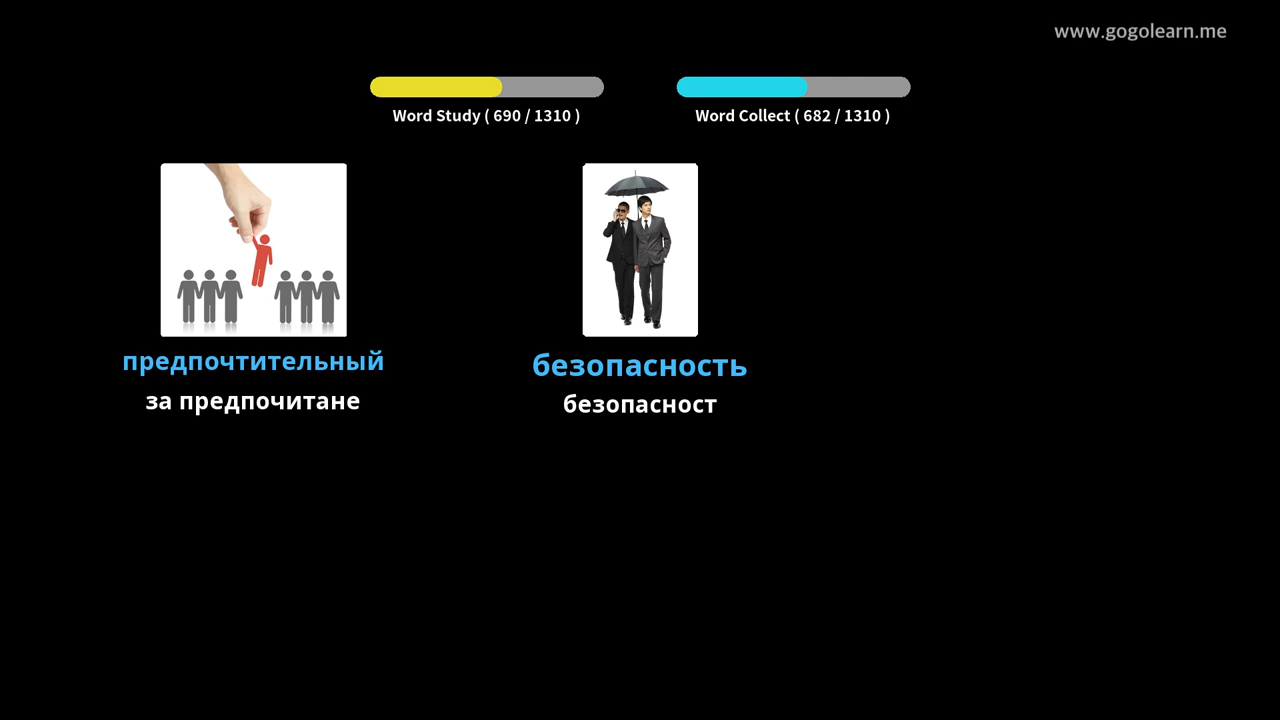 www.gogolearn.me
Word Study ( 690 / 1310 )
Word Collect ( 682 / 1310 )
предпочтительный
за предпочитане
безопасность
безопасност